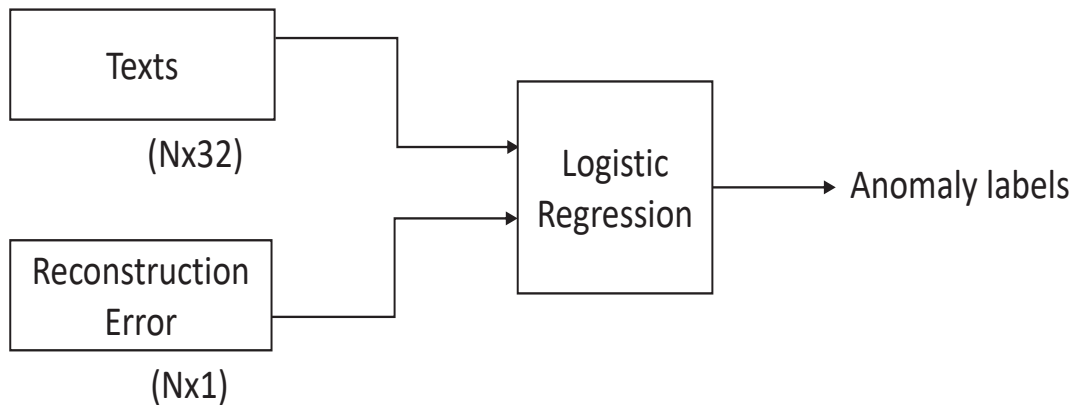 Texts
(Nx32)
Logistic
Regression
Anomaly labels
Reconstruction
Error
(Nx1)